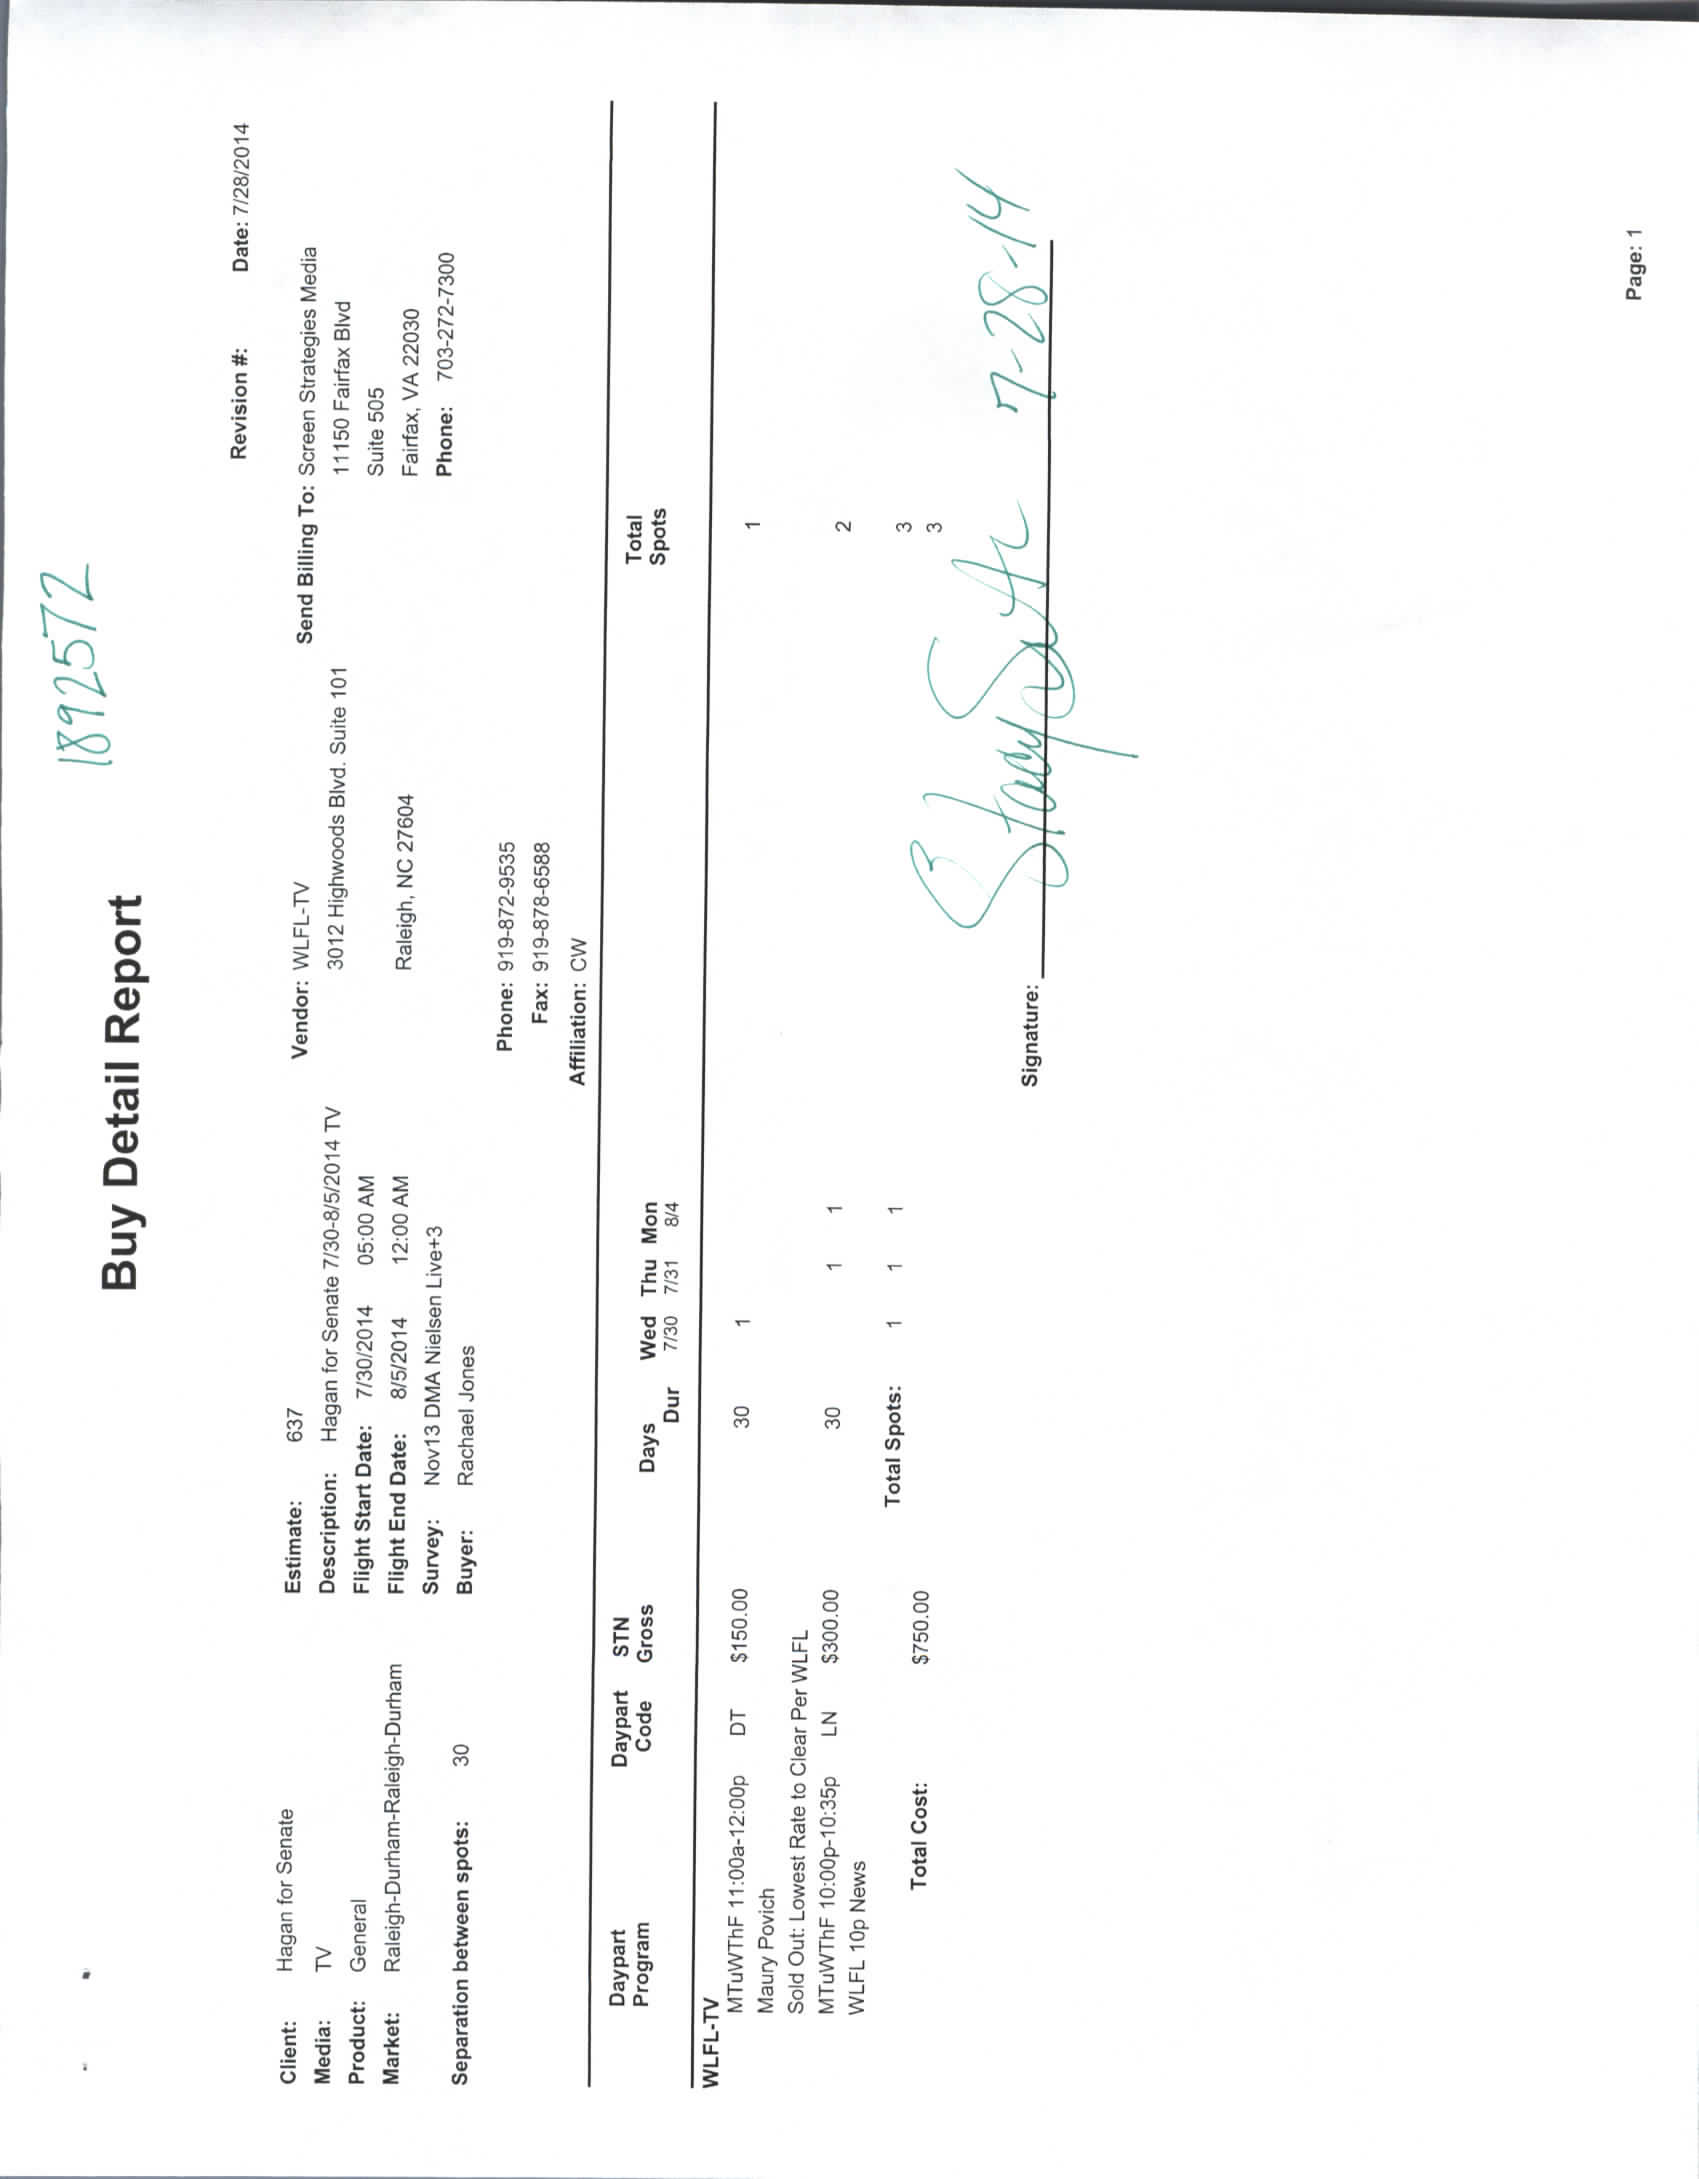 1892572
Buy Detail Report
Revision #: Date: 7/28/2014
Client: Hagan for Senate Estimate: 637 Vendor: WLFL-TV Send Billing To: Screen Strategies Media
Media: TV Description: Hagan for Senate 7/30-8/5/2014 TV 3012 Highwoods Blvd. Suite 101 11150 Fairfax Blvd
Product: General Flight Start Date: 7/30/2014 05:00 AM Suite 505
Market: Raleigh-Durham-Raleigh-Durham Flight End Date: 8/5/2014 12:00 AM Raleigh, NC 27604 Fairfax, VA 22030
Survey: Nov13 DMA Nielsen Live+3 Phone: 703-272-7300
Separation between spots: 30 Buyer: Rachael Jones
Phone: 919-872-9535
Fax: 919-878-6588
Affiliation: CW
Daypart Daypart STN Days Wed Thu Mon Total
Program Code Gross Dur 7/30 7/31 8/4 Spots
WLFL-TV
MTuWThF 11:00a-12:00p DT $150.00 30 1 1
Maury Povich
Sold Out: Lowest Rate to Clear Per WLFL
MTuWThF 10:00p-10:35p LN $300.00 30 1 1 2
WLFL 10p News
Total Spots: 1 1 1 3
Total Cost: $750.00 3
Signature: Stacy 7-28-14
Page: 1